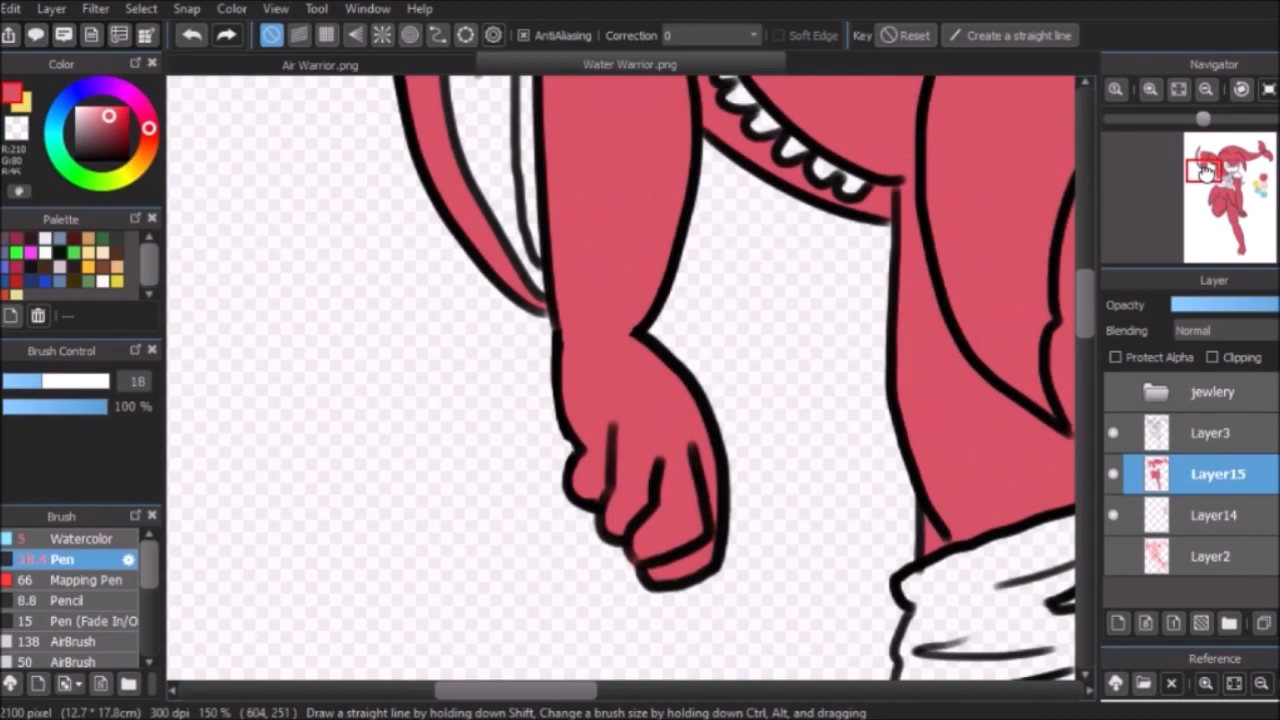 Edit Layer Filter Select Snap Color View Tool Window Help
AntiAliasing Correction 0 Soft Edge Key Reset Create a straight line
Color
Air Warrior.png Water Warrior.png
Navigator
R:210
G:80
Palette
---
Layer
Opacity
Blending Normal
Protect Alpha Clipping
Brush Control
18
100 %
jewlery
Layer3
Layer15
Layer14
Layer2
Brush
5 Watercolor
Pen
66 Mapping Pen
8.8 Pencil
15 Pen (Fade In/O
138 AirBrush
50 AirBrush
Reference
2100 pixel (12.7 * 17.8cm) 300 dpi 150 % ( 604, 251 ) Draw a straight line by holding down Shift, Change a brush size by holding down Ctrl, Alt, and dragging